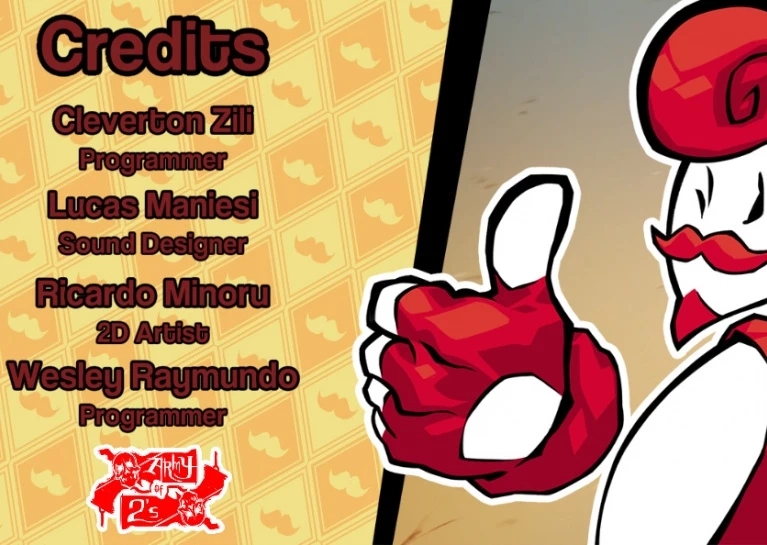 Credits
Cleverton Zili
Programmer
Lucas Maniesi
Sound Designer
Ricardo Minoru
2D Artist
Wesley Raymundo
Programmer
ARMY
OF
2's